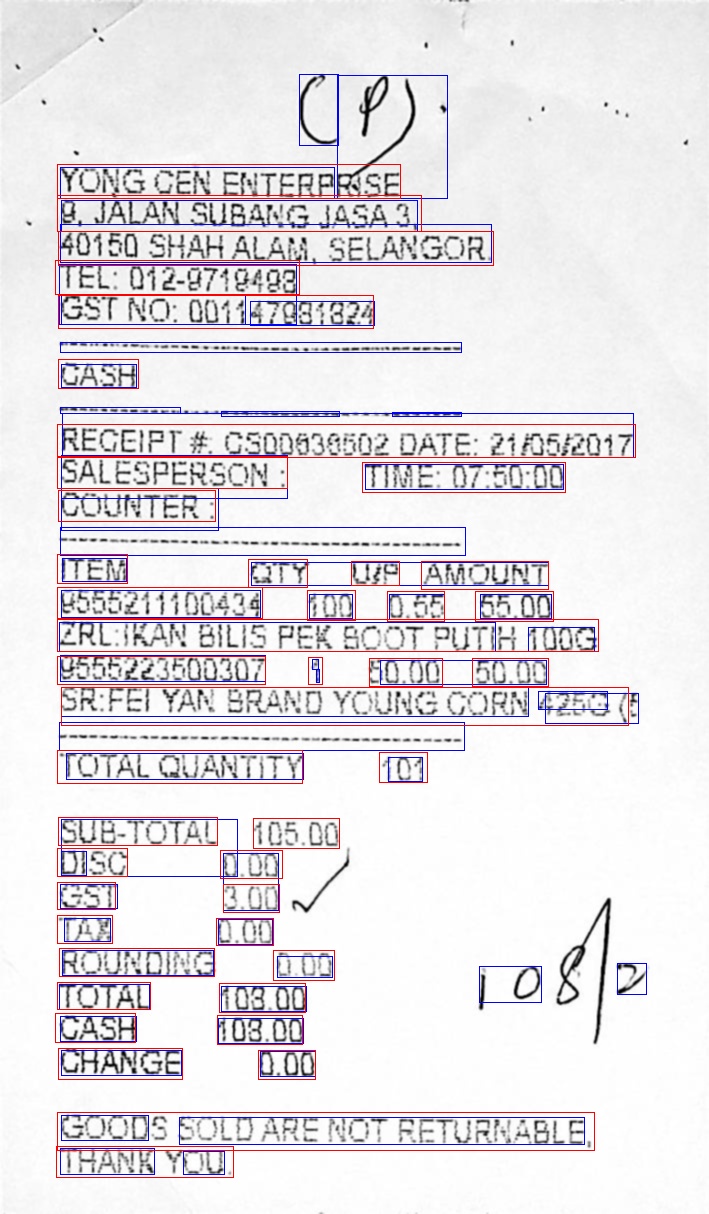 (P)
YONG CEN ENTERPRISE
9, JALAN SUBANG JASA 3,
40150 SHAH ALAM, SELANGOR.
TEL: 012-9719498
GST NO: 001147981824
CASH
RECEIPT #: CS00636502 DATE: 21/05/2017
SALESPERSON : TIME: 07:50:00
COUNTER :
ITEM QTY U/P AMOUNT
9555211100434 100 0.55 55.00
ZRL:IKAN BILIS PEK BOOT PUTIH 100G
9555223500307 1 50.00 50.00
SR:FEI YAN BRAND YOUNG CORN 425G (5
TOTAL QUANTITY 101
SUB-TOTAL 105.00
DISC 0.00
GST 3.00
TAX 0.00
ROUNDING 0.00
TOTAL 108.00
CASH 108.00
CHANGE 0.00
108/2
GOODS SOLD ARE NOT RETURNABLE,
THANK YOU.